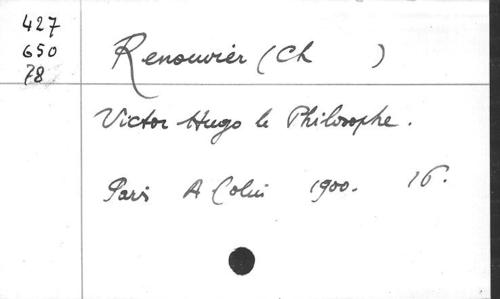 427
650
78
Renouvier (Ch )
Victor Hugo le Philosophe.
Paris A Colin 1900. 16.